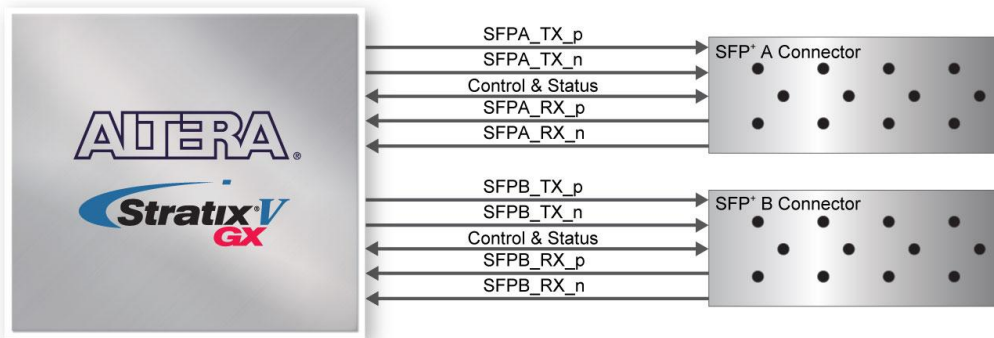 ALTERA®
Stratix® V
GX
SFPA_TX_p
SFPA_TX_n
Control & Status
SFPA_RX_p
SFPA_RX_n
SFP+ A Connector
SFPB_TX_p
SFPB_TX_n
Control & Status
SFPB_RX_p
SFPB_RX_n
SFP+ B Connector